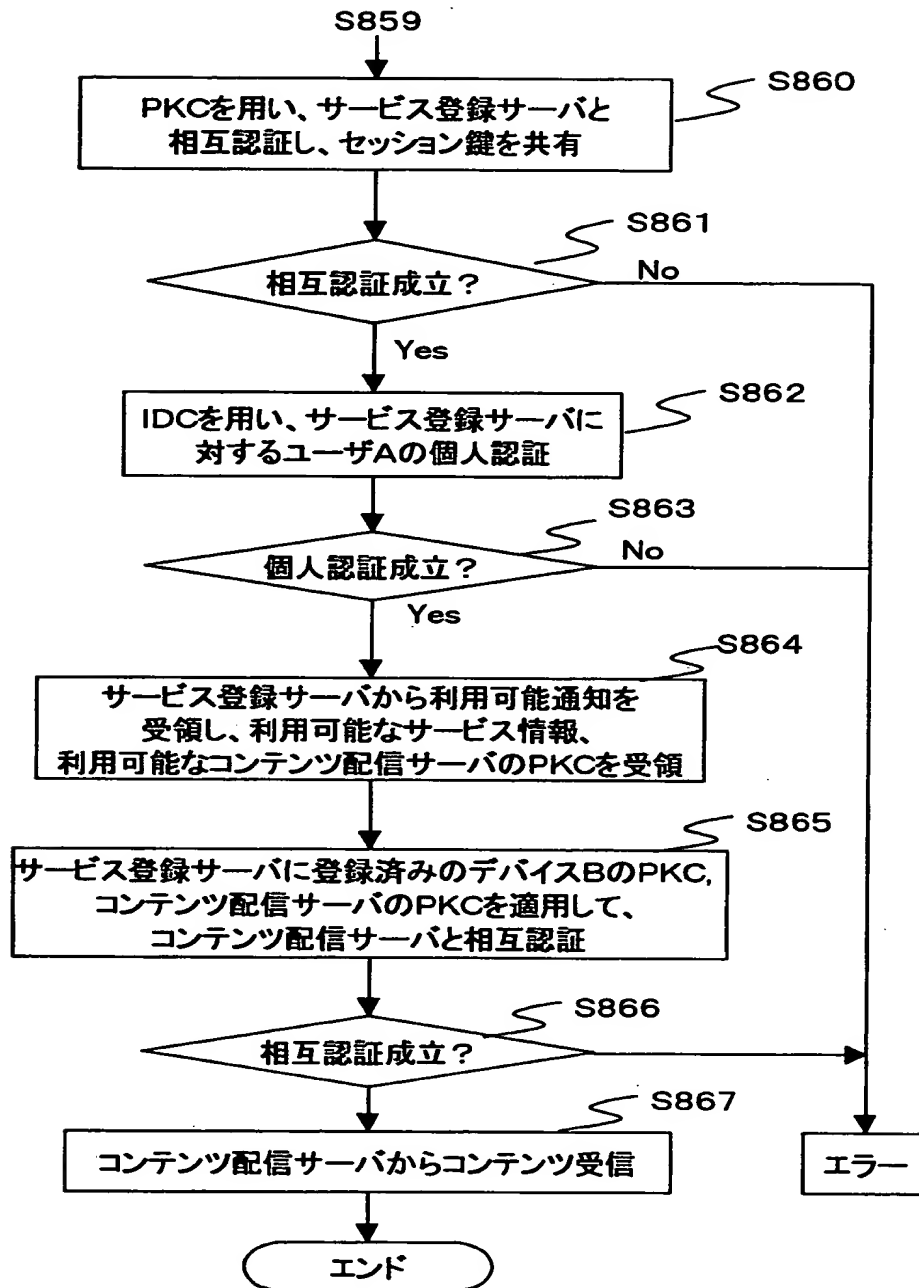 S859
S860
PKCを用い、サービス登録サーバと
相互認証し、セッション鍵を共有
S861
相互認証成立？
No
Yes
S862
IDCを用い、サービス登録サーバに
対するユーザAの個人認証
S863
個人認証成立？
No
Yes
S864
サービス登録サーバから利用可能通知を
受領し、利用可能なサービス情報、
利用可能なコンテンツ配信サーバのPKCを受領
S865
サービス登録サーバに登録済みのデバイスBのPKC,
コンテンツ配信サーバのPKCを適用して、
コンテンツ配信サーバと相互認証
S866
相互認証成立？
S867
コンテンツ配信サーバからコンテンツ受信
エラー
エンド